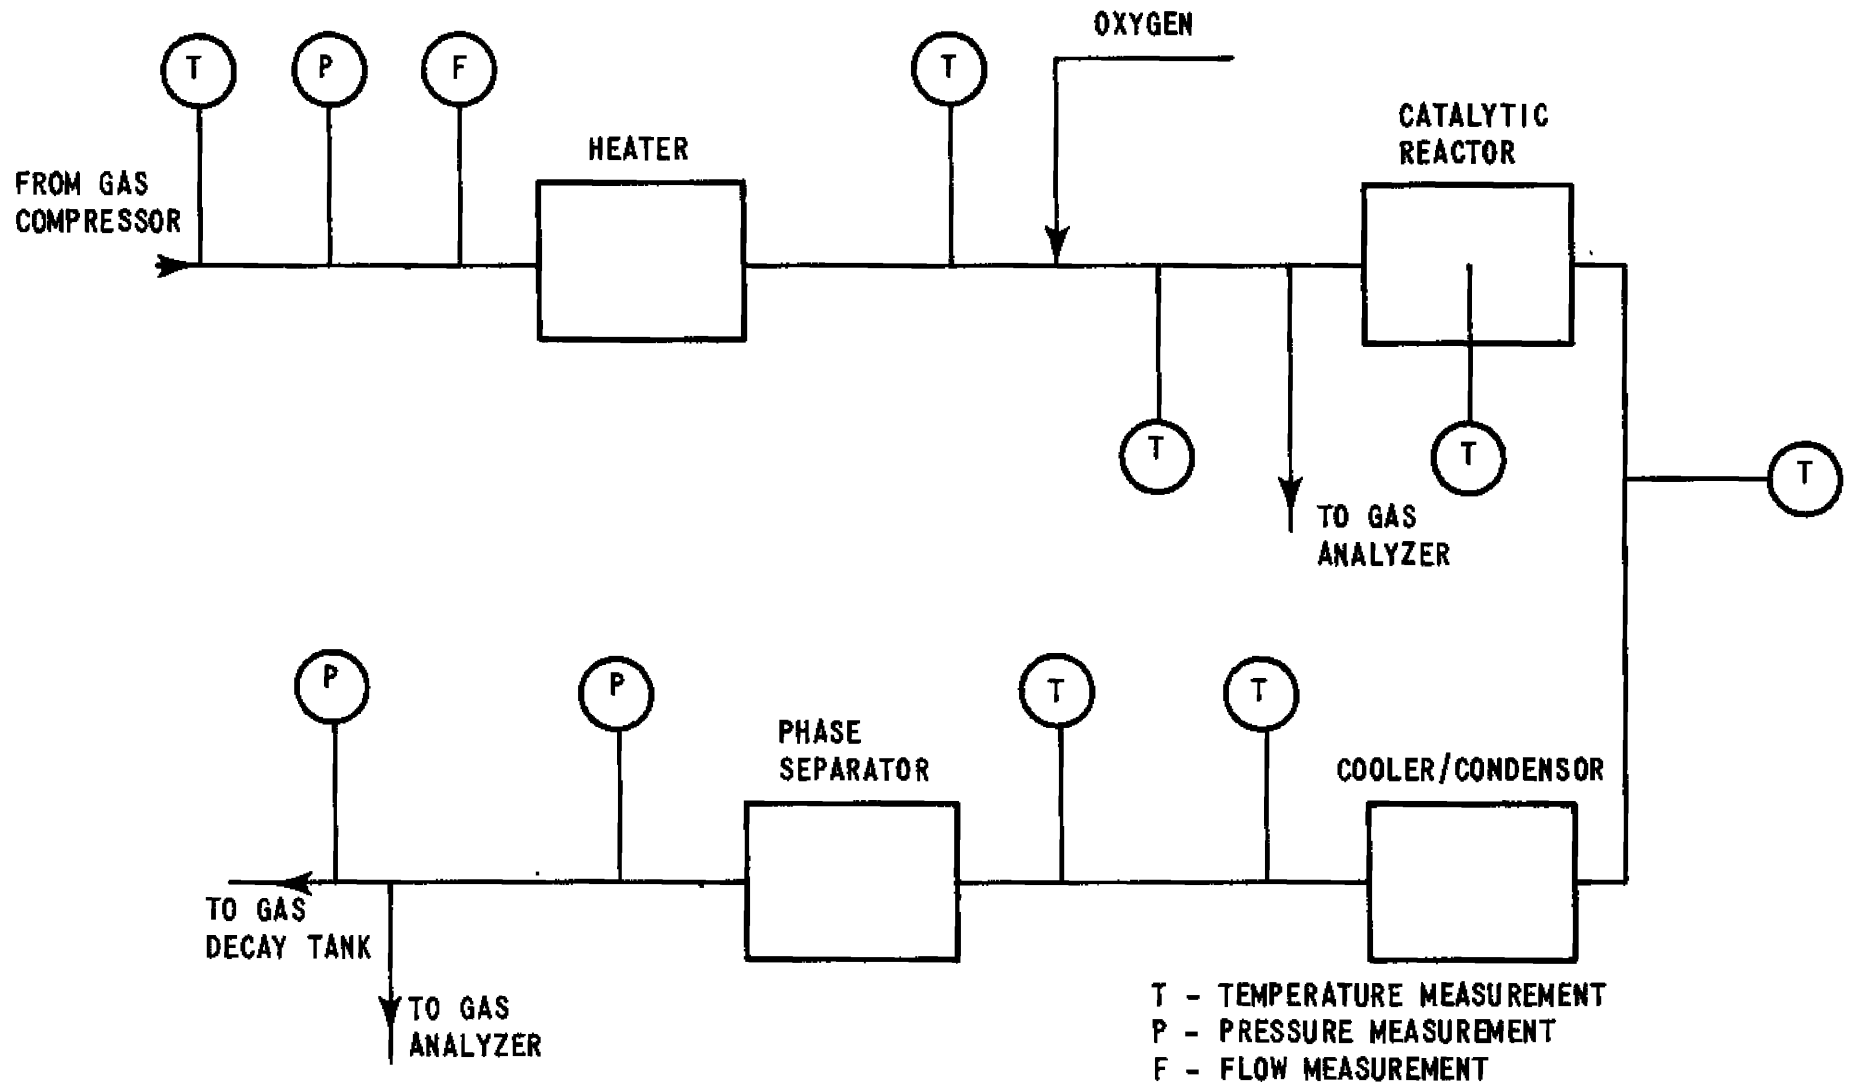 OXYGEN
T
P
F
T
CATALYTIC
REACTOR
HEATER
FROM GAS
COMPRESSOR
T
T
T
TO GAS
ANALYZER
P
P
T
T
PHASE
SEPARATOR
COOLER/CONDENSOR
TO GAS
DECAY TANK
TO GAS
ANALYZER
T - TEMPERATURE MEASUREMENT
P - PRESSURE MEASUREMENT
F - FLOW MEASUREMENT